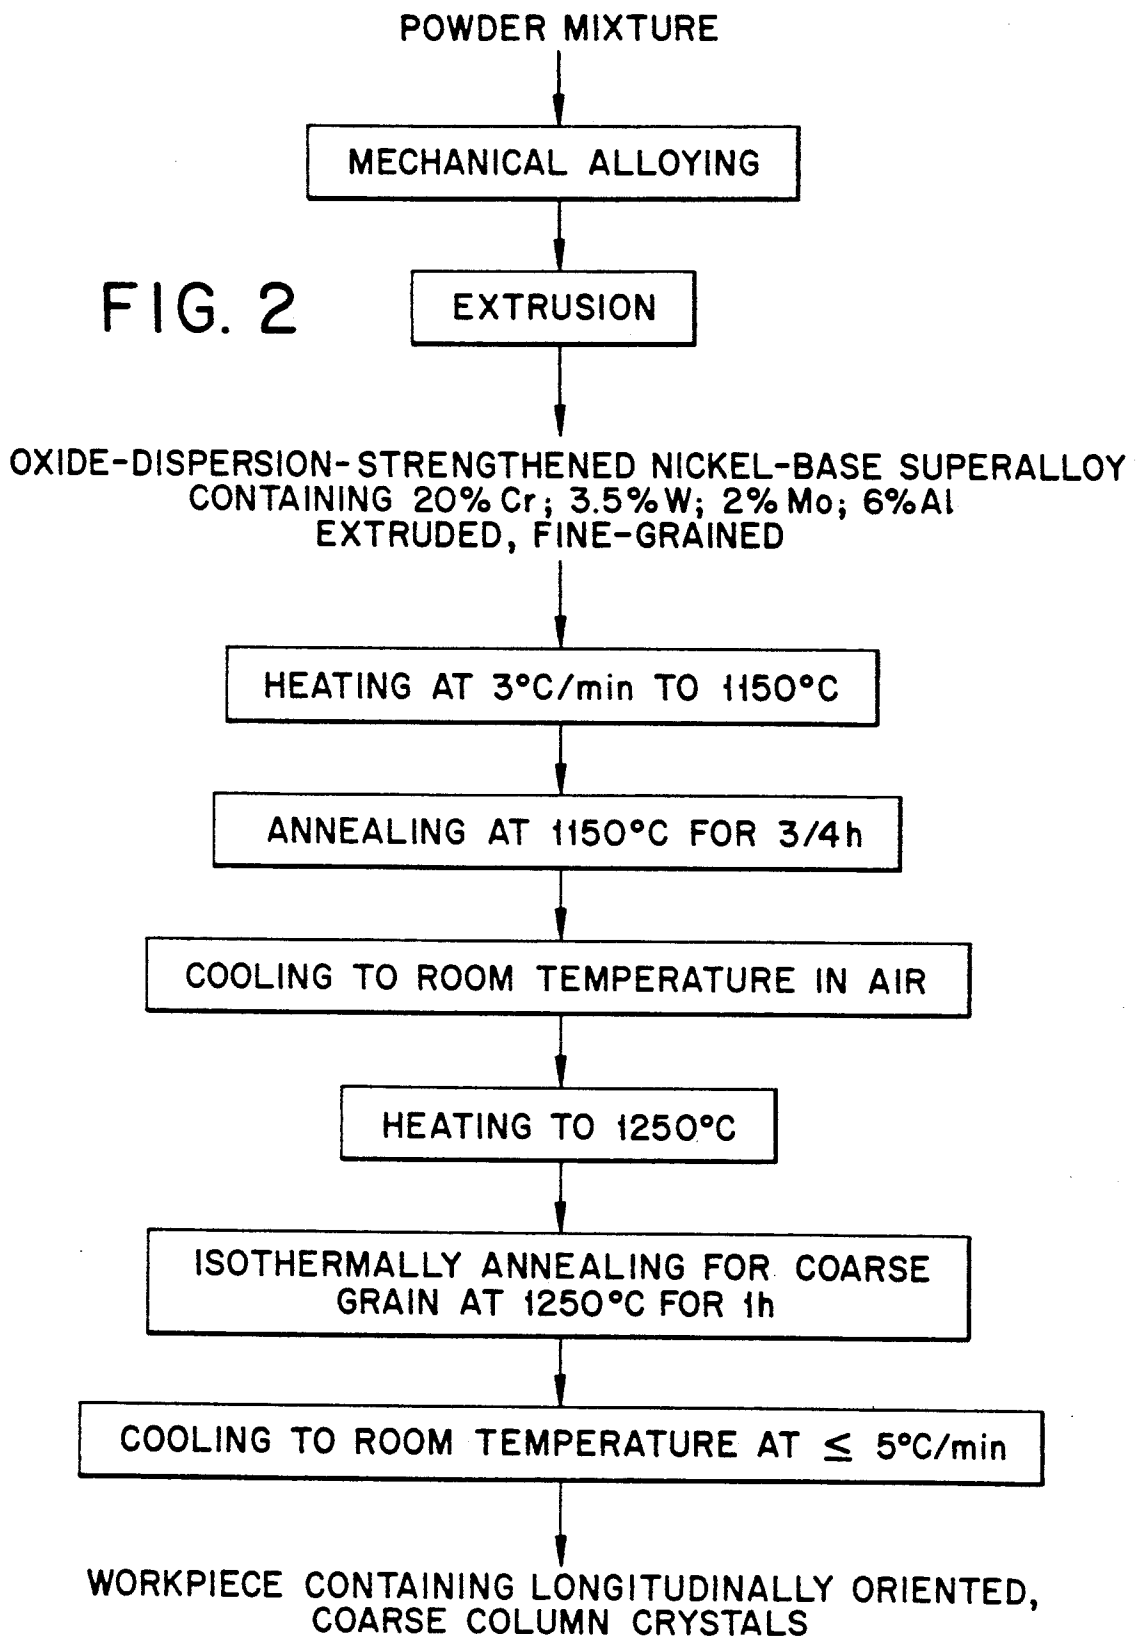 POWDER MIXTURE
MECHANICAL ALLOYING
FIG. 2
EXTRUSION
OXIDE-DISPERSION-STRENGTHENED NICKEL-BASE SUPERALLOY
CONTAINING 20% Cr; 3.5% W; 2% Mo; 6% Al
EXTRUDED, FINE-GRAINED
HEATING AT 3°C/min TO 1150°C
ANNEALING AT 1150°C FOR 3/4 h
COOLING TO ROOM TEMPERATURE IN AIR
HEATING TO 1250°C
ISOTHERMALLY ANNEALING FOR COARSE
GRAIN AT 1250°C FOR 1h
COOLING TO ROOM TEMPERATURE AT ≤ 5°C/min
WORKPIECE CONTAINING LONGITUDINALLY ORIENTED,
COARSE COLUMN CRYSTALS